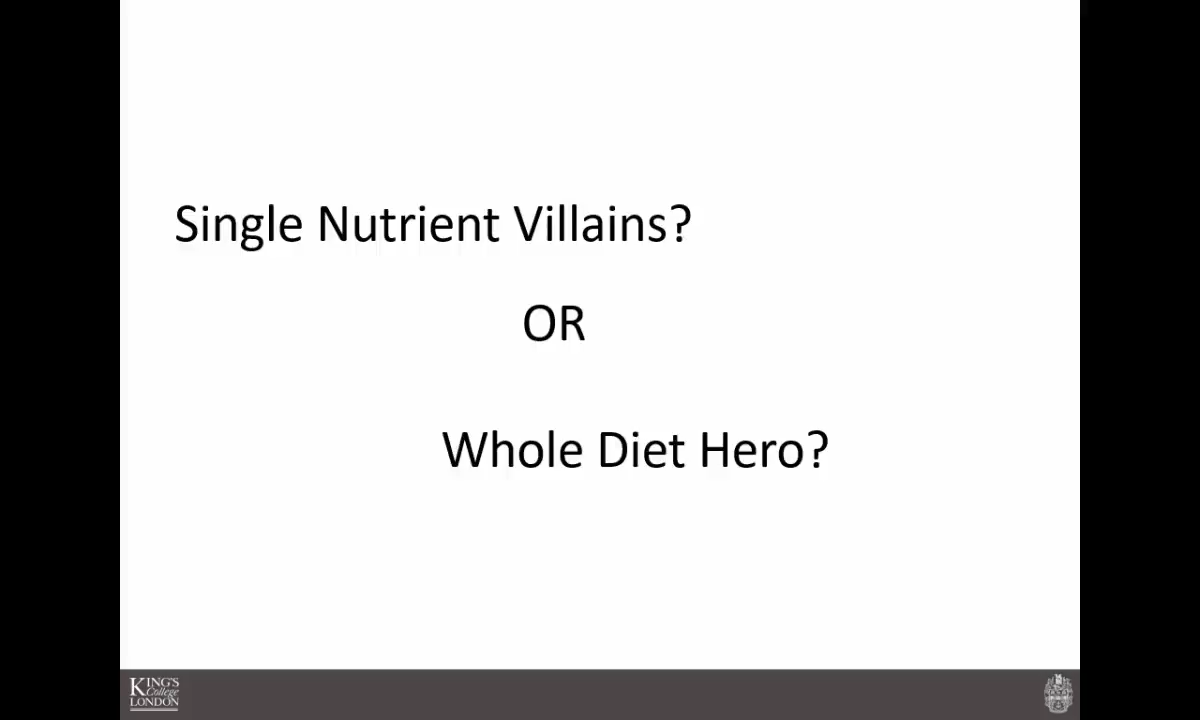 Single Nutrient Villains?
OR
Whole Diet Hero?
KING'S
College
LONDON